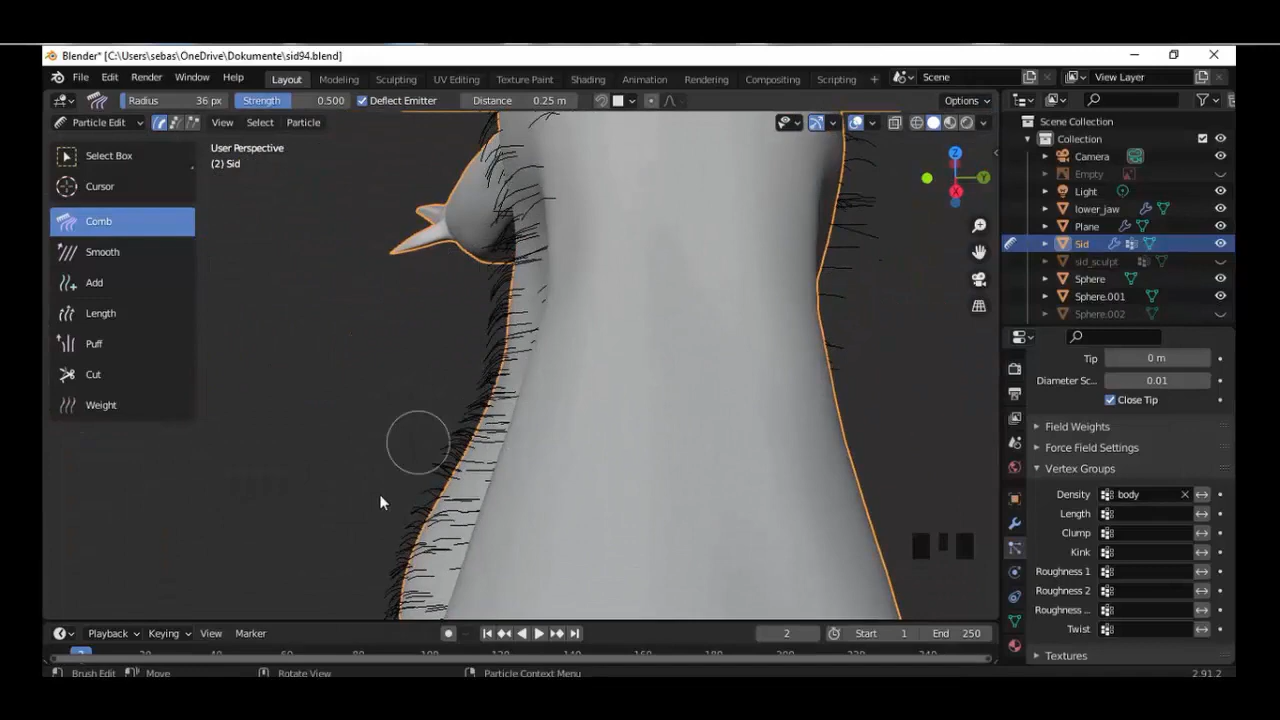 Blender* [C:\Users\sebas\OneDrive\Dokumente\sid94.blend]
File Edit Render Window Help Layout Modeling Sculpting UV Editing Texture Paint Shading Animation Rendering Compositing Scripting + Scene View Layer
Radius 36 px Strength 0.500 Deflect Emitter Distance 0.25 m Options
Particle Edit View Select Particle
User Perspective
(2) Sid
Select Box
Cursor
Comb
Smooth
Add
Length
Puff
Cut
Weight
Z
Y
X
Scene Collection
Collection
Camera
Empty
Light
lower_jaw
Plane
Sid
sid_sculpt
Sphere
Sphere.001
Sphere.002
Tip 0 m
Diameter Sc... 0.01
Close Tip
Field Weights
Force Field Settings
Vertex Groups
Density body
Length
Clump
Kink
Roughness 1
Roughness 2
Roughness ...
Twist
Textures
Playback Keying View Marker 2 Start 1 End 250
Brush Edit Move Rotate View Particle Context Menu 2.91.2